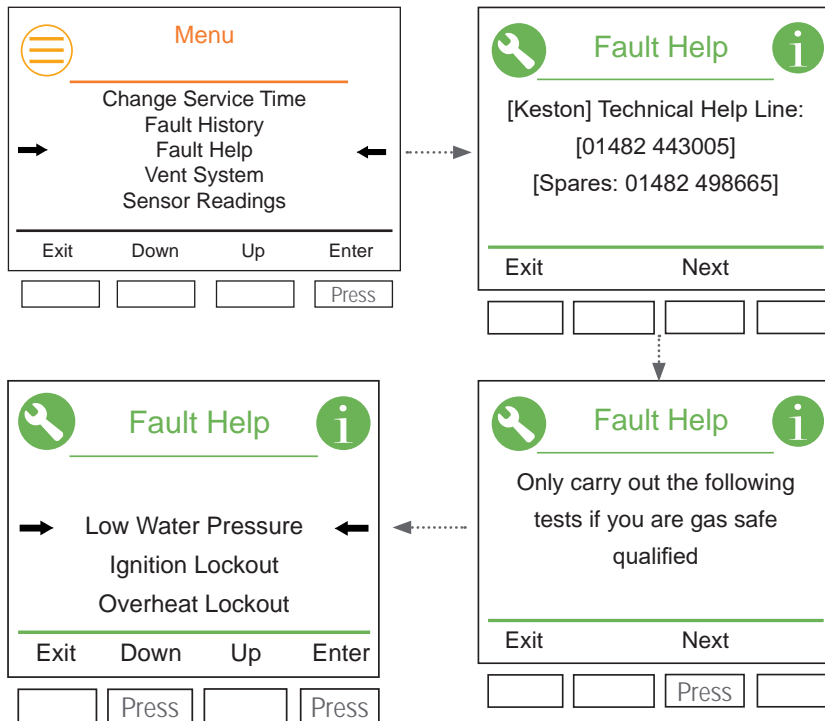 Menu
Change Service Time
Fault History
Fault Help
Vent System
Sensor Readings
Exit Down Up Enter
Press
Fault Help
i
[Keston] Technical Help Line:
[01482 443005]
[Spares: 01482 498665]
Exit Next
Fault Help
i
Only carry out the following
tests if you are gas safe
qualified
Exit Next
Press
Fault Help
i
Low Water Pressure
Ignition Lockout
Overheat Lockout
Exit Down Up Enter
Press Press